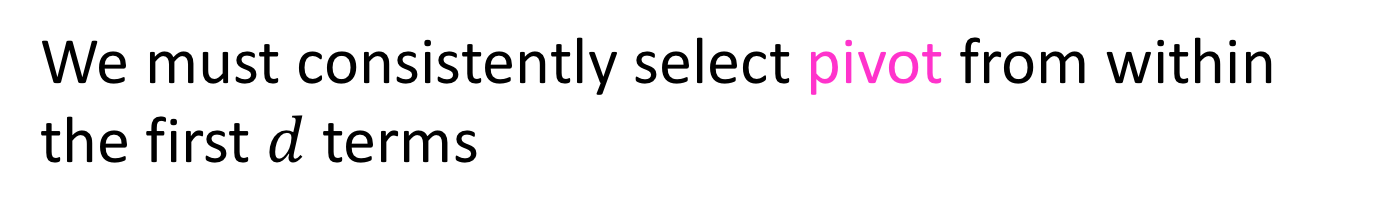 We must consistently select pivot from within
the first d terms